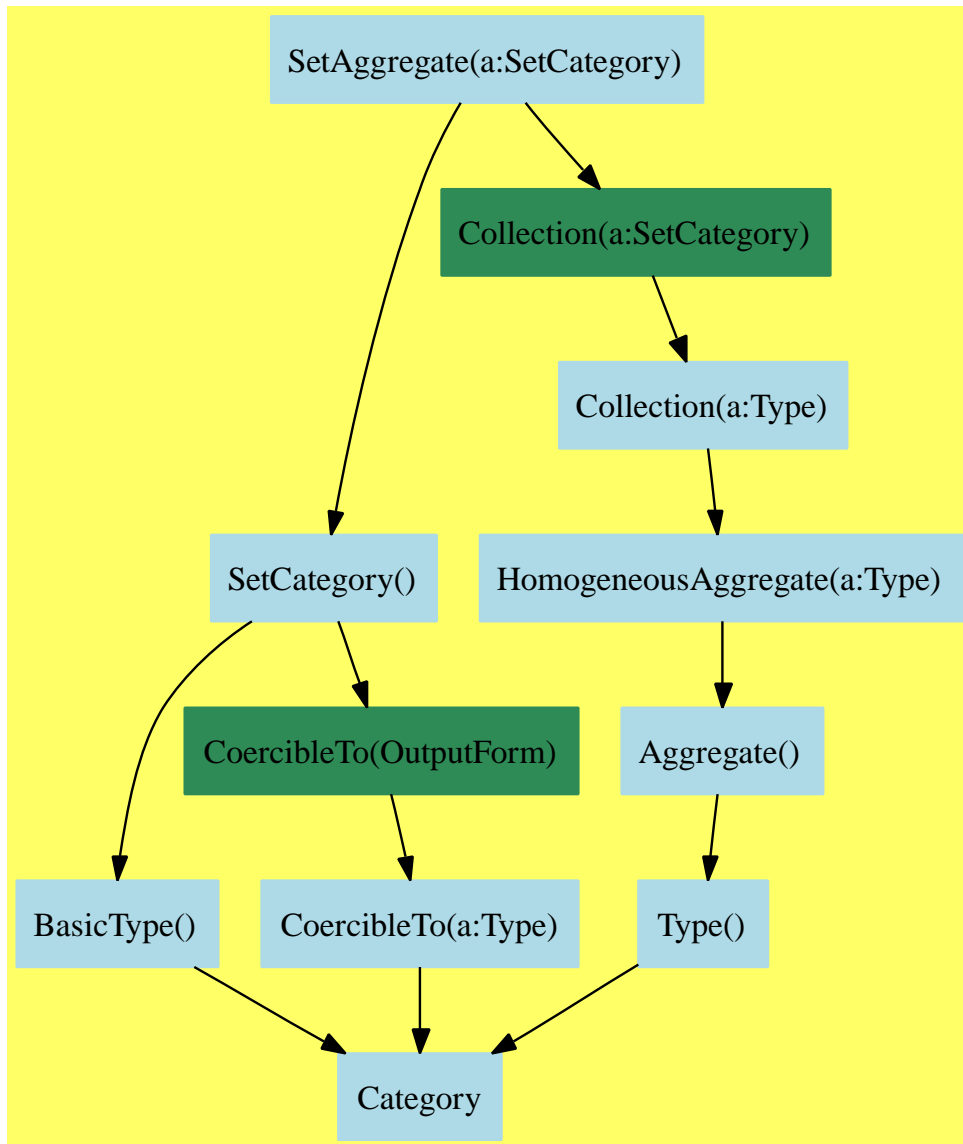 SetAggregate(a:SetCategory)
Collection(a:SetCategory)
Collection(a:Type)
SetCategory()
HomogeneousAggregate(a:Type)
CoercibleTo(OutputForm)
Aggregate()
BasicType()
CoercibleTo(a:Type)
Type()
Category